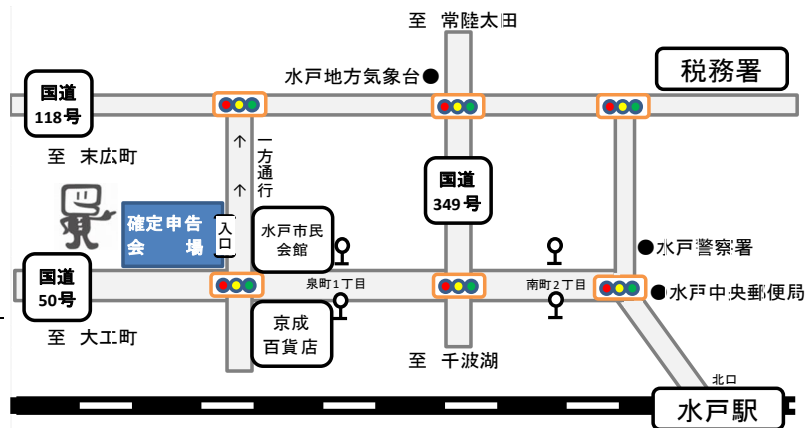 至 常陸太田
水戸地方気象台
税務署
国道
118号
至 末広町
↑
↑
一方通行
国道
349号
確定申告
会 場
入口
水戸市民
会館
水戸警察署
国道
50号
泉町1丁目
南町2丁目
水戸中央郵便局
至 大工町
京成
百貨店
至 千波湖
北口
水戸駅